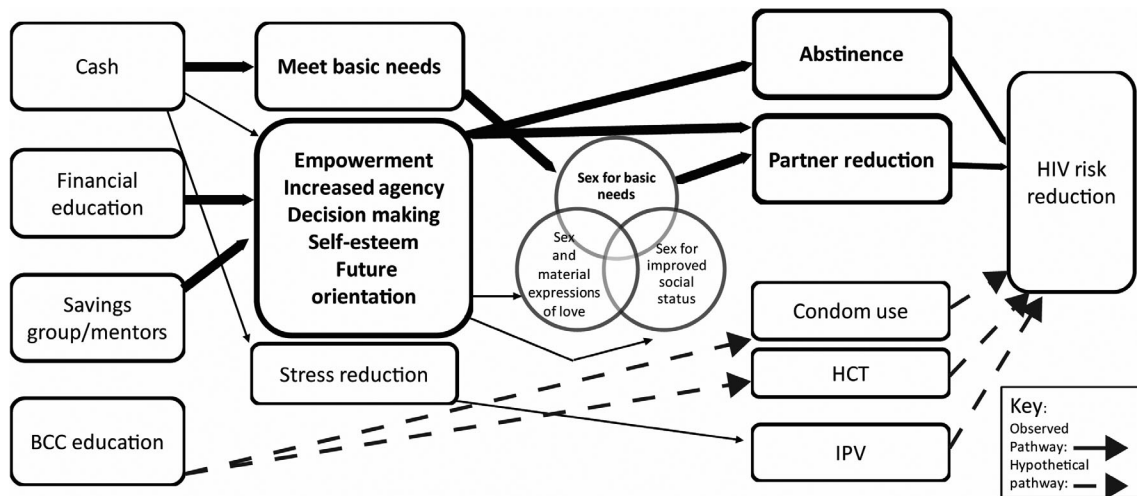 Cash
Financial
education
Savings
group/mentors
BCC education
Meet basic needs
Empowerment
Increased agency
Decision making
Self-esteem
Future
orientation
Stress reduction
Sex for basic
needs
Sex
and
material
expressions
of love
Sex for
improved
social
status
Abstinence
Partner reduction
Condom use
HCT
IPV
HIV risk
reduction
Key:
Observed
Pathway:
Hypothetical
pathway: